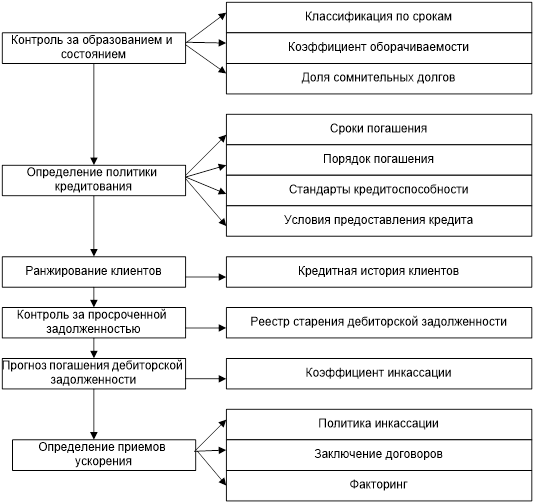 Контроль за образованием и
состоянием
Классификация по срокам
Коэффициент оборачиваемости
Доля сомнительных долгов
Определение политики
кредитования
Сроки погашения
Порядок погашения
Стандарты кредитоспособности
Условия предоставления кредита
Ранжирование клиентов
Кредитная история клиентов
Контроль за просроченной
задолженностью
Реестр старения дебиторской задолженности
Прогноз погашения дебиторской
задолженности
Коэффициент инкассации
Определение приемов
ускорения
Политика инкассации
Заключение договоров
Факторинг